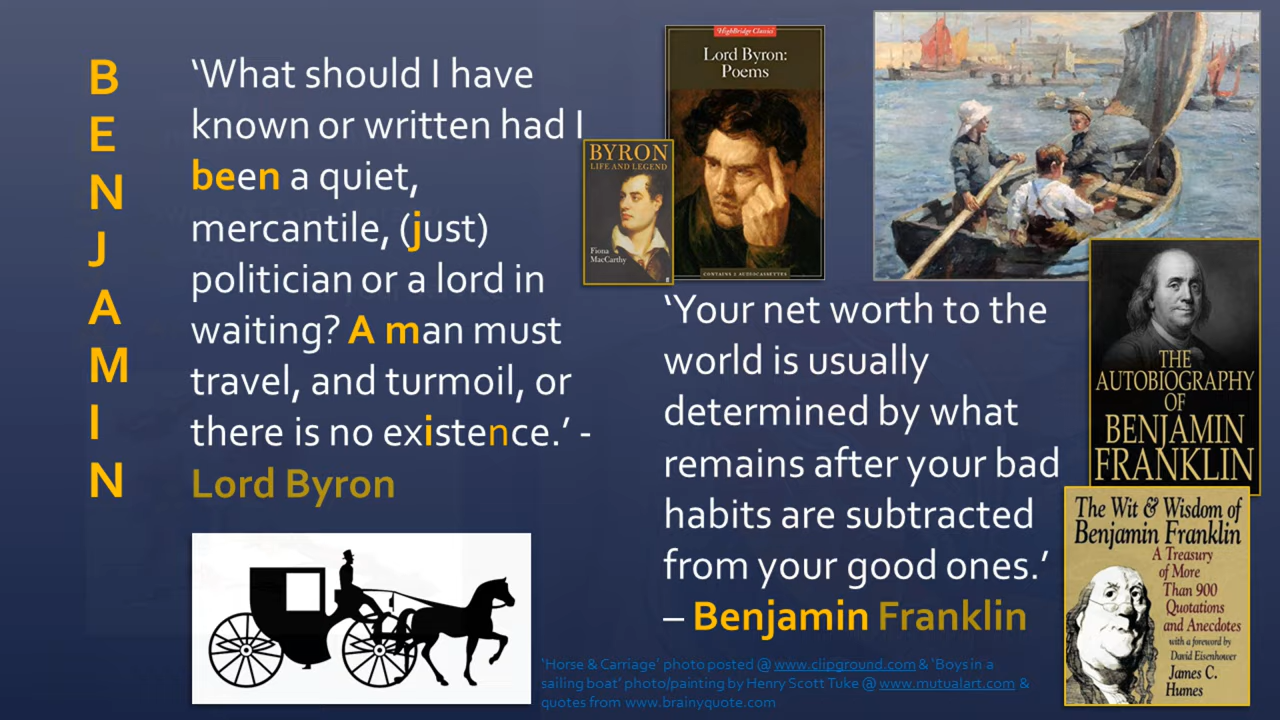 B
E
N
J
A
M
I
N
‘What should I have
known or written had I
been a quiet,
mercantile, (just)
politician or a lord in
waiting? A man must
travel, and turmoil, or
there is no existence.’ -
Lord Byron
BYRON
LIFE AND LEGEND
Fiona
MacCarthy
HighBridge Classics
Lord Byron:
Poems
CONTAINS 2 AUDIOCASSETTES
‘Your net worth to the
world is usually
determined by what
remains after your bad
habits are subtracted
from your good ones.’
– Benjamin Franklin
THE
AUTOBIOGRAPHY
OF
BENJAMIN
FRANKLIN
The Wit & Wisdom of
Benjamin Franklin
A Treasury
of More
Than 900
Quotations
and Anecdotes
with a foreword by
David Eisenhower
James C.
Humes
‘Horse & Carriage’ photo posted @ www.clipground.com & ‘Boys in a
sailing boat’ photo/painting by Henry Scott Tuke @ www.mutualart.com &
quotes from www.brainyquote.com